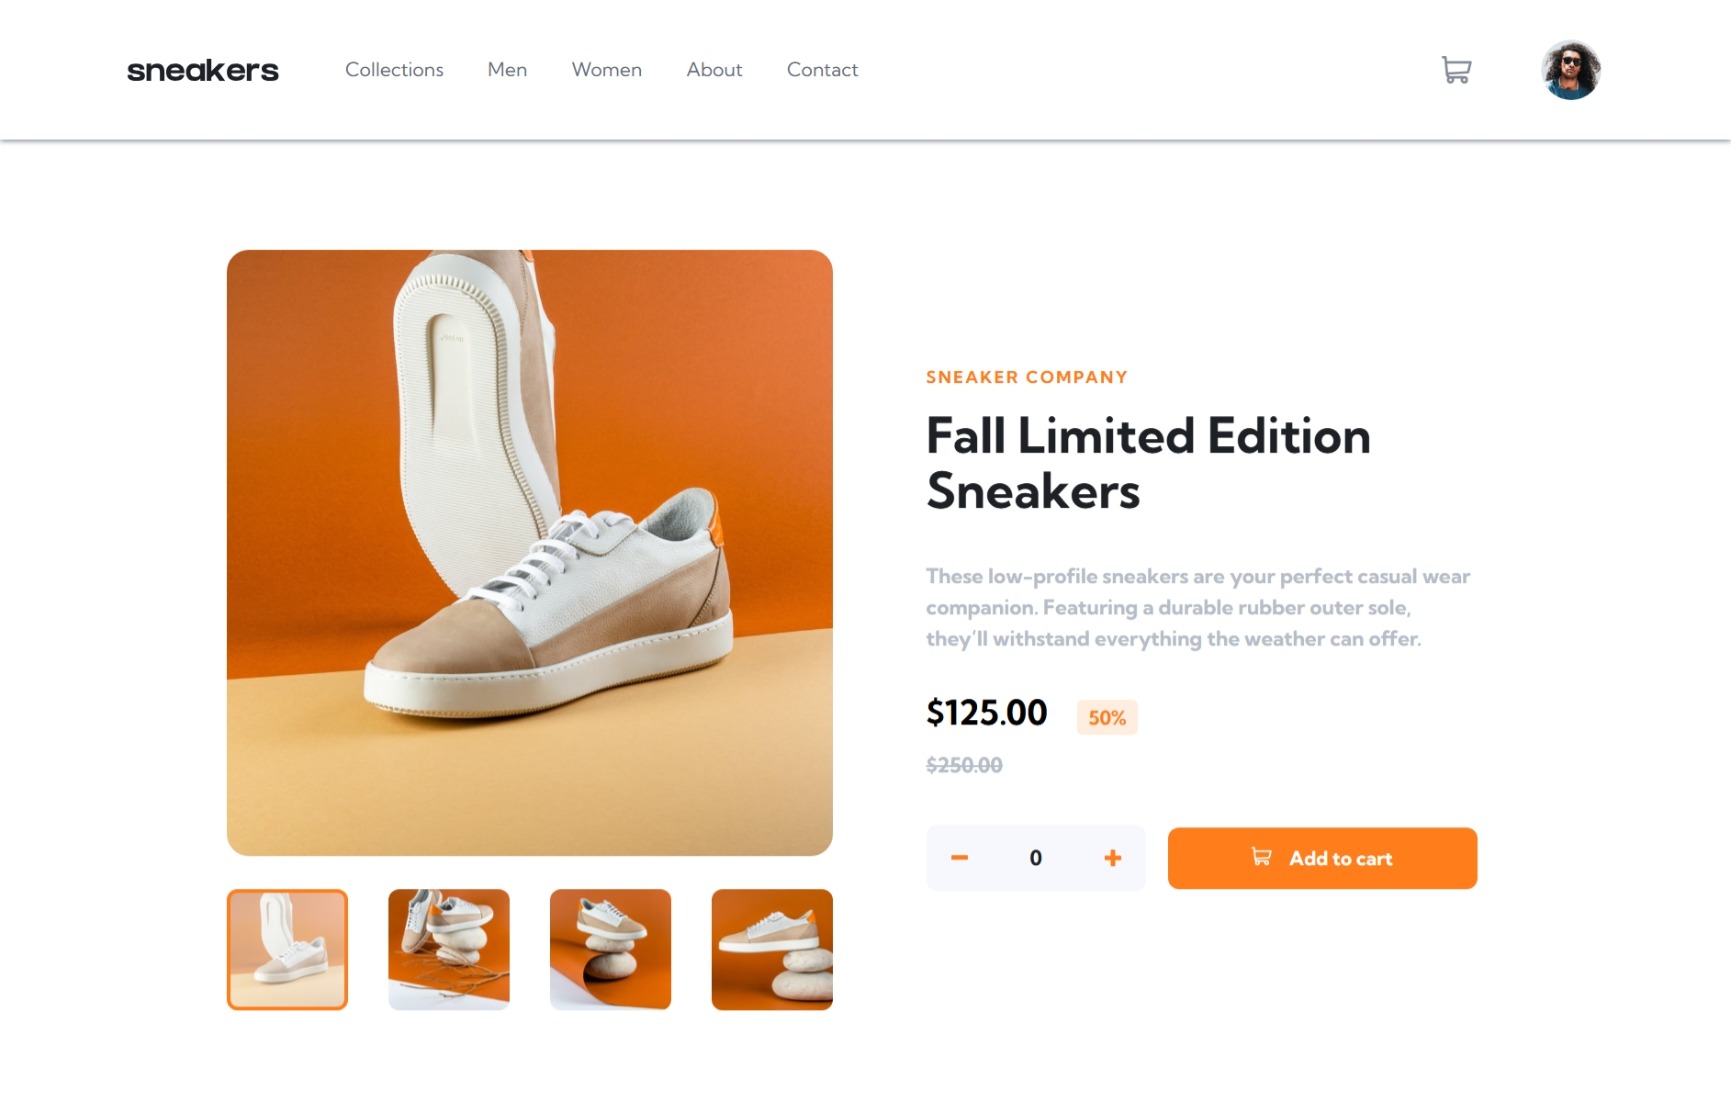 sneakers
Collections Men Women About Contact
SNEAKER COMPANY
Fall Limited Edition
Sneakers
These low-profile sneakers are your perfect casual wear
companion. Featuring a durable rubber outer sole,
they’ll withstand everything the weather can offer.
$125.00 50%
$250.00
0
Add to cart